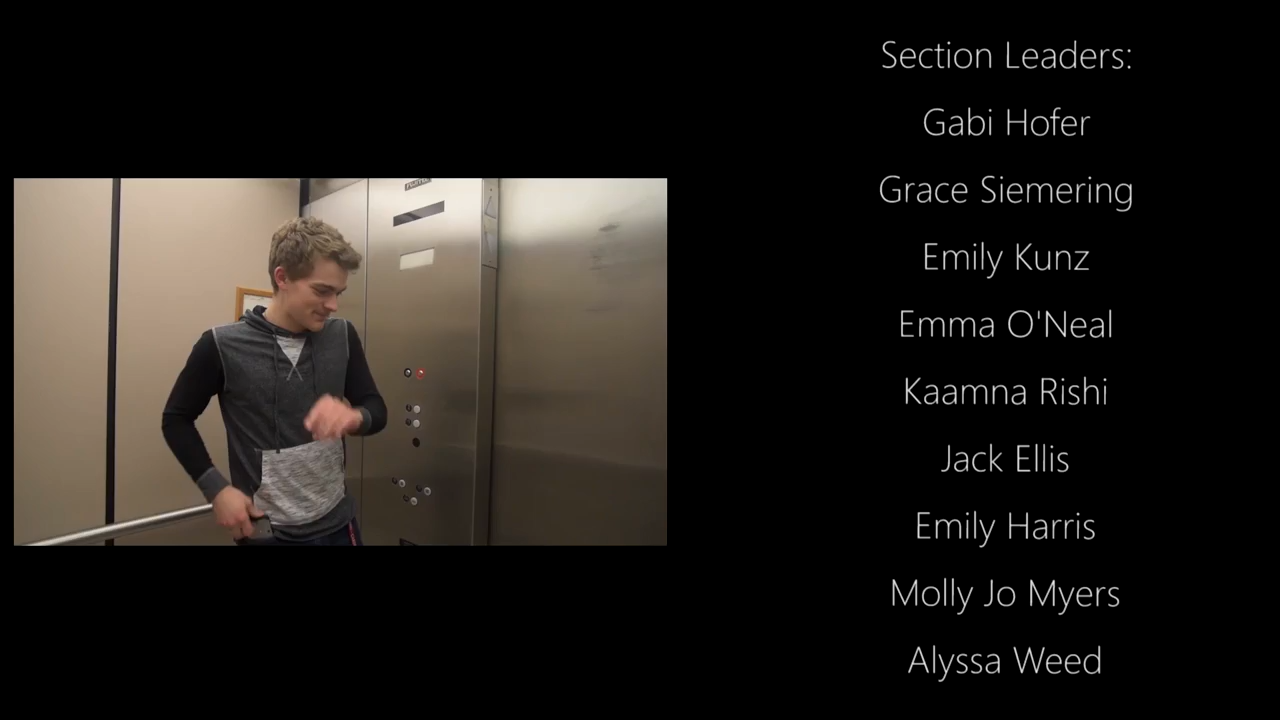 Section Leaders:
Gabi Hofer
Grace Siemering
Emily Kunz
Emma O'Neal
Kaamna Rishi
Jack Ellis
Emily Harris
Molly Jo Myers
Alyssa Weed